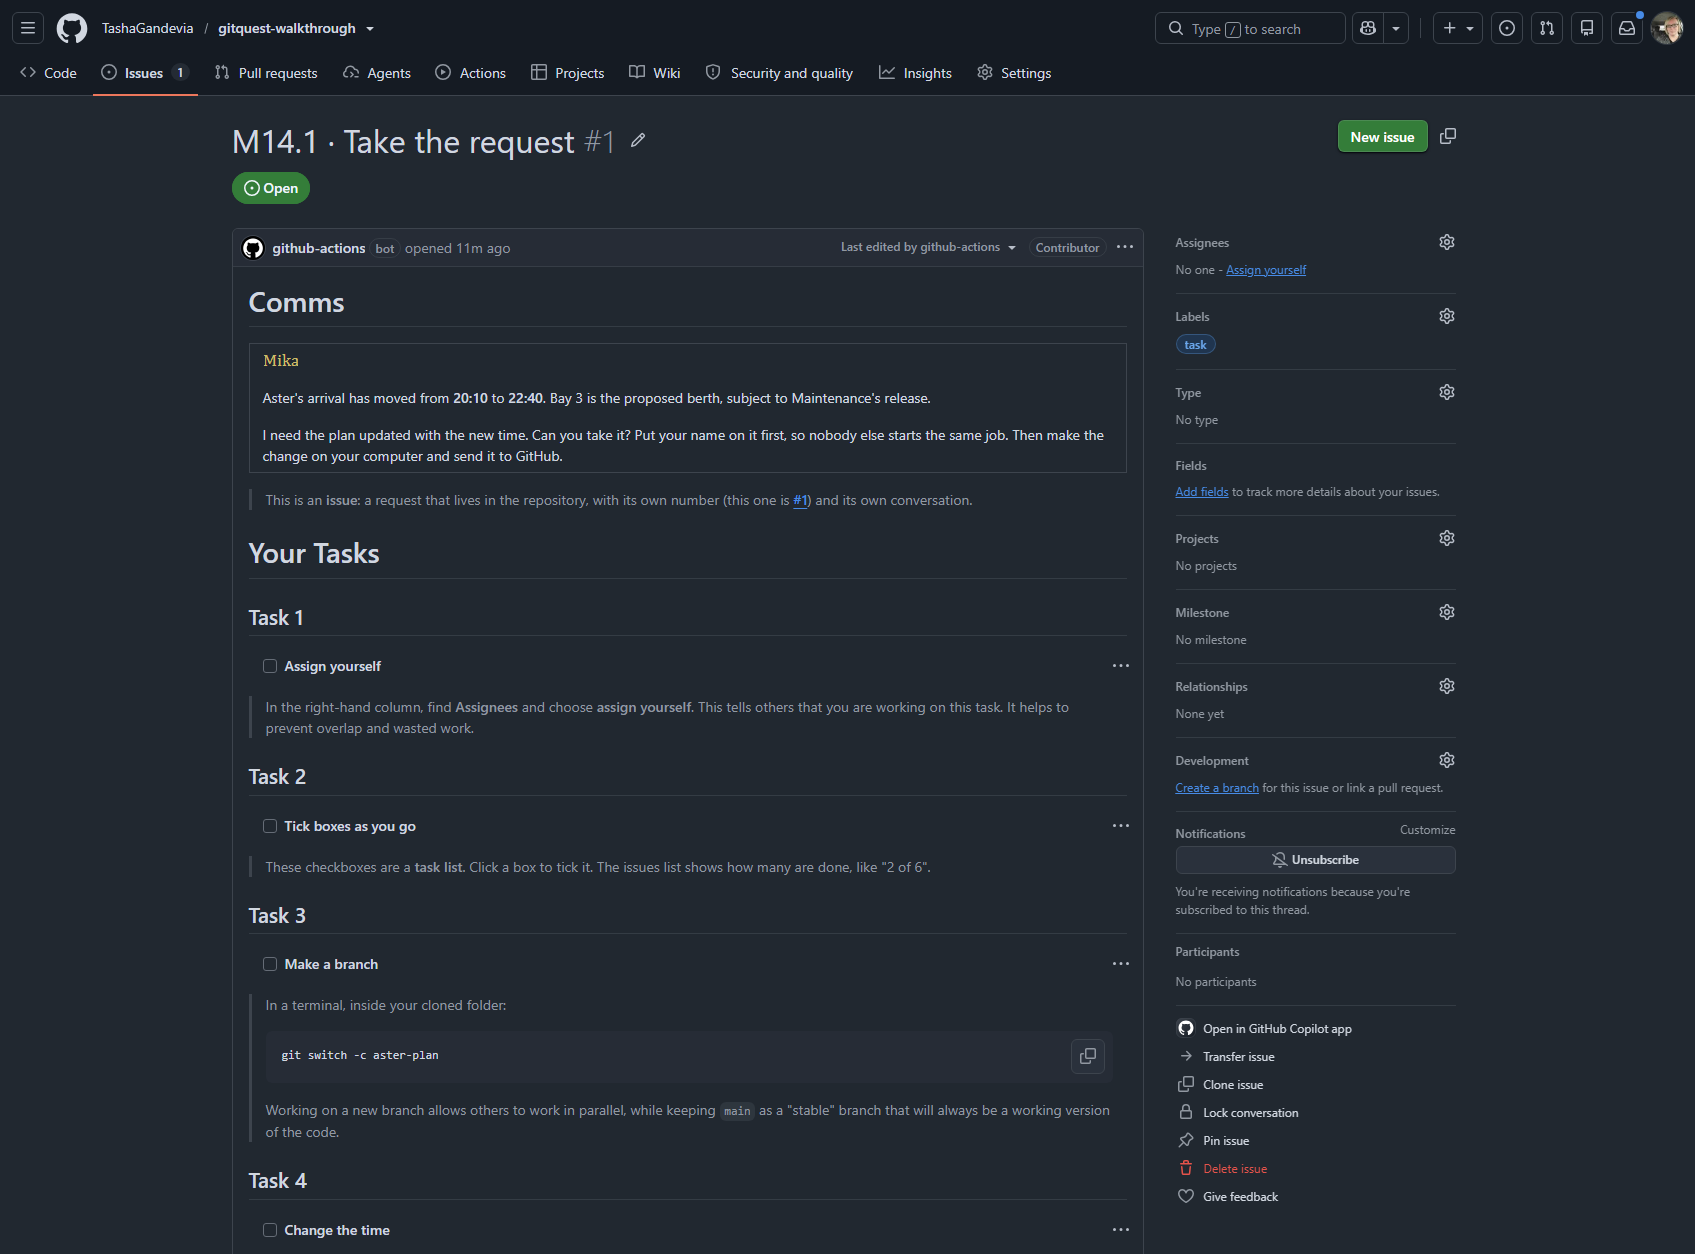 TashaGandevia / gitquest-walkthrough
Type / to search
Code
Issues 1
Pull requests
Agents
Actions
Projects
Wiki
Security and quality
Insights
Settings
M14.1 · Take the request #1
New issue
Open
github-actions bot opened 11m ago
Last edited by github-actions
Contributor
Comms
Mika
Aster's arrival has moved from 20:10 to 22:40. Bay 3 is the proposed berth, subject to Maintenance's release.
I need the plan updated with the new time. Can you take it? Put your name on it first, so nobody else starts the same job. Then make the
change on your computer and send it to GitHub.
This is an issue: a request that lives in the repository, with its own number (this one is #1) and its own conversation.
Your Tasks
Task 1
Assign yourself
In the right-hand column, find Assignees and choose assign yourself. This tells others that you are working on this task. It helps to
prevent overlap and wasted work.
Task 2
Tick boxes as you go
These checkboxes are a task list. Click a box to tick it. The issues list shows how many are done, like "2 of 6".
Task 3
Make a branch
In a terminal, inside your cloned folder:
git switch -c aster-plan
Working on a new branch allows others to work in parallel, while keeping main as a "stable" branch that will always be a working version
of the code.
Task 4
Change the time
Assignees
No one - Assign yourself
Labels
task
Type
No type
Fields
Add fields to track more details about your issues.
Projects
No projects
Milestone
No milestone
Relationships
None yet
Development
Create a branch for this issue or link a pull request.
Notifications
Customize
Unsubscribe
You're receiving notifications because you're
subscribed to this thread.
Participants
No participants
Open in GitHub Copilot app
Transfer issue
Clone issue
Lock conversation
Pin issue
Delete issue
Give feedback